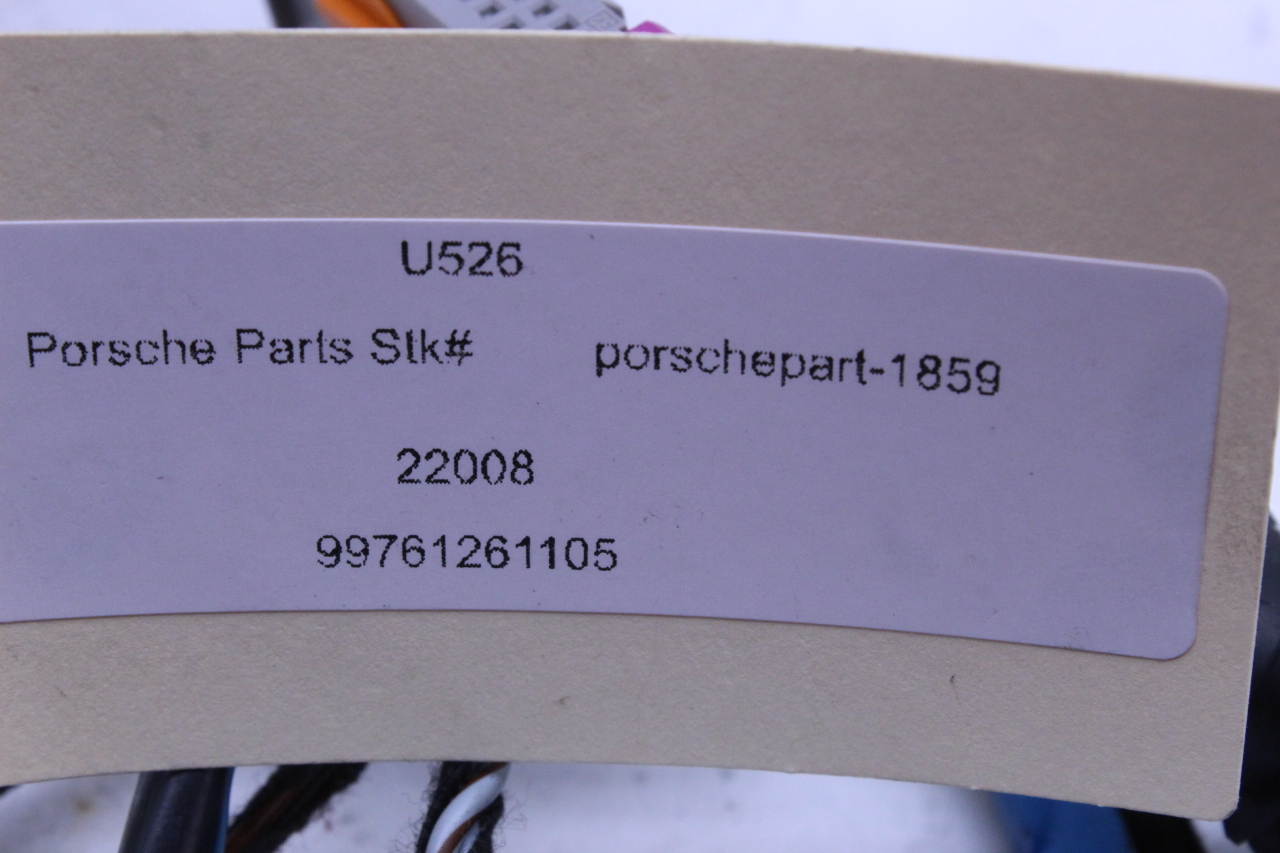 U526
Porsche Parts Stk# porschepart-1859
22008
99761261105